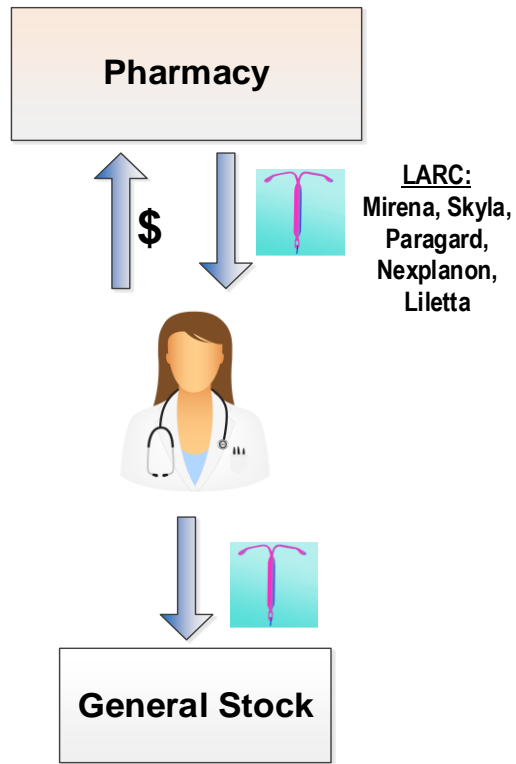 Pharmacy
$
LARC:
Mirena, Skyla,
Paragard,
Nexplanon,
Liletta
General Stock